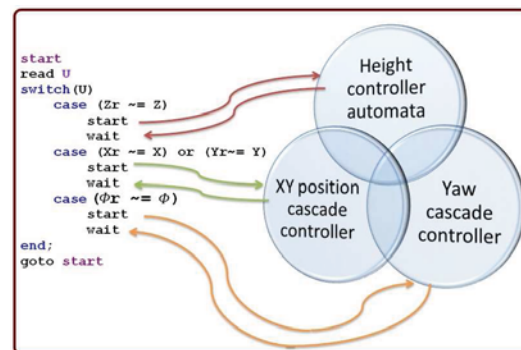 start
read U
switch(U)
case (Zr ~= Z)
start
wait
case (Xr ~= X) or (Yr~= Y)
start
wait
case(Φr ~= Φ)
start
wait
end;
goto start
Height
controller
automata
XY position
cascade
controller
Yaw
cascade
controller